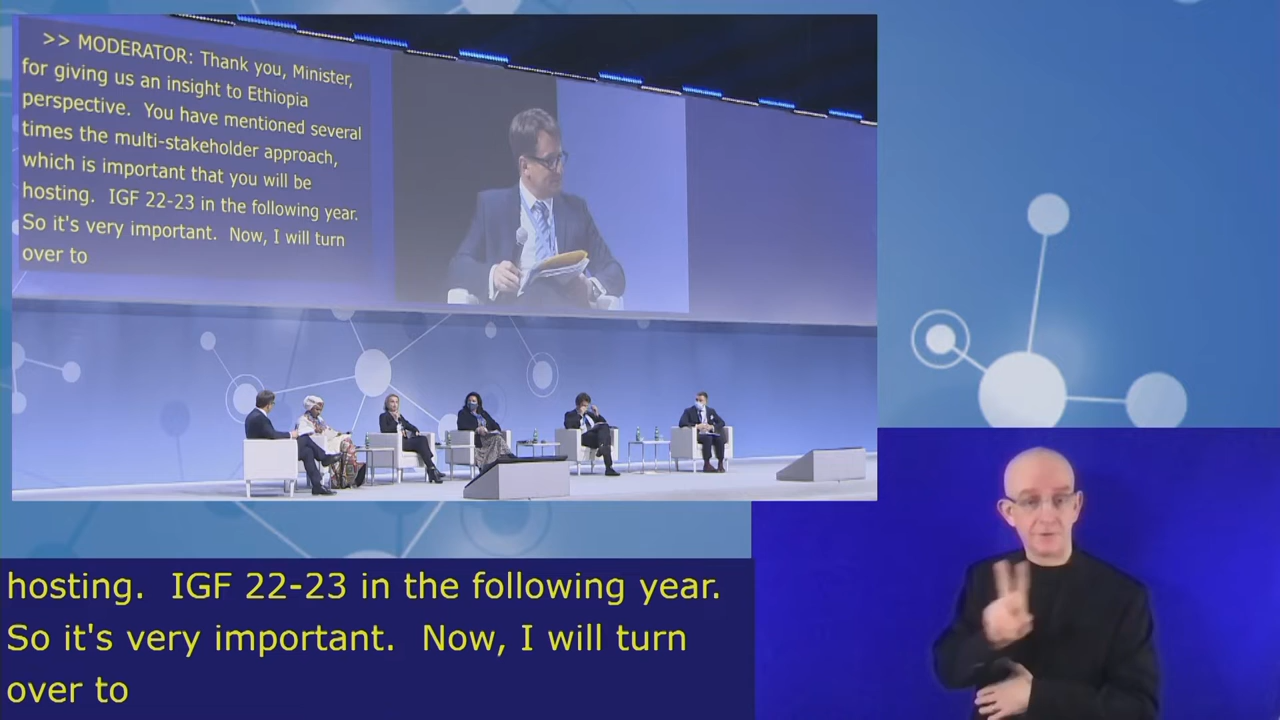 >> MODERATOR: Thank you, Minister,
for giving us an insight to Ethiopia
perspective. You have mentioned several
times the multi-stakeholder approach,
which is important that you will be
hosting. IGF 22-23 in the following year.
So it's very important. Now, I will turn
over to
hosting. IGF 22-23 in the following year.
So it's very important. Now, I will turn
over to